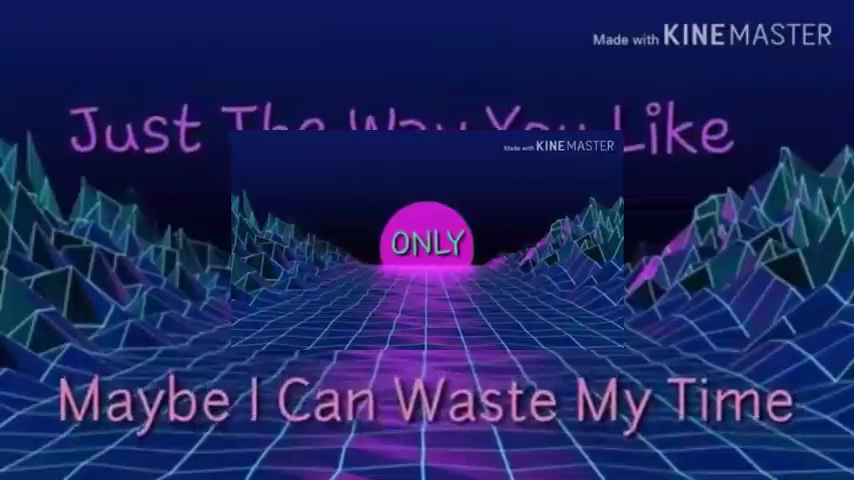 Made with KINEMASTER
Just The Way You Like
Made with KINEMASTER
ONLY
Maybe I Can Waste My Time